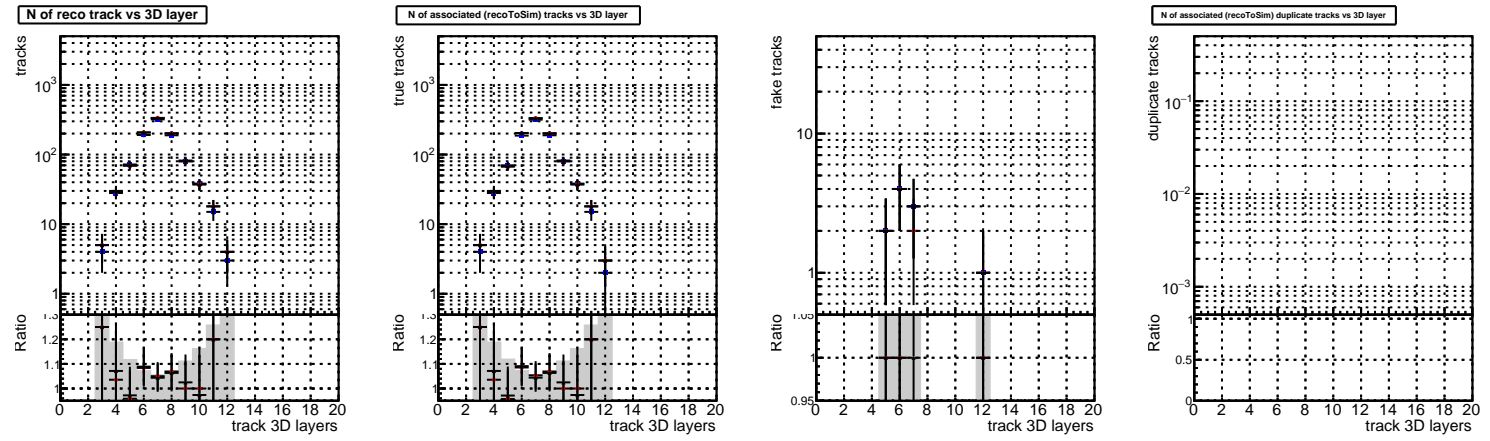 N of reco track vs 3D layer
tracks
10³
10²
10
1
Ratio
1.3
1.2
1.1
1
0 2 4 6 8 10 12 14 16 18 20
track 3D layers
N of associated (recoToSim) tracks vs 3D layer
true tracks
10³
10²
10
1
Ratio
1.3
1.2
1.1
1
0 2 4 6 8 10 12 14 16 18 20
track 3D layers
fake tracks
10
1
Ratio
1.05
1
0.95
0 2 4 6 8 10 12 14 16 18 20
track 3D layers
N of associated (recoToSim) duplicate tracks vs 3D layer
duplicate tracks
10⁻¹
10⁻²
10⁻³
Ratio
1
0.5
0
0 2 4 6 8 10 12 14 16 18 20
track 3D layers